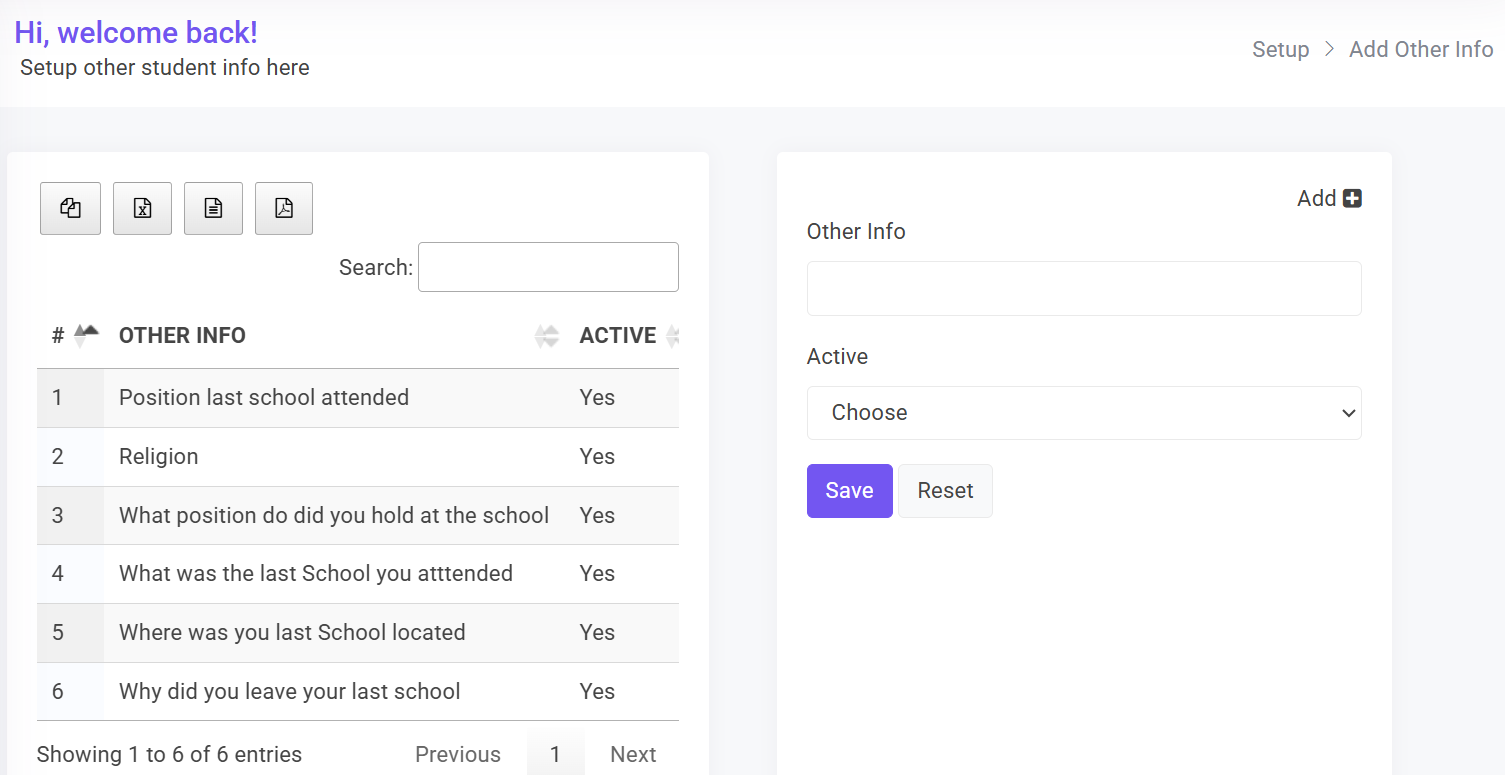 Hi, welcome back!
Setup other student info here
Setup > Add Other Info
Search:
# OTHER INFO ACTIVE
1 Position last school attended Yes
2 Religion Yes
3 What position do did you hold at the school Yes
4 What was the last School you atttended Yes
5 Where was you last School located Yes
6 Why did you leave your last school Yes
Showing 1 to 6 of 6 entries Previous 1 Next
Add
Other Info
Active
Choose
Save Reset